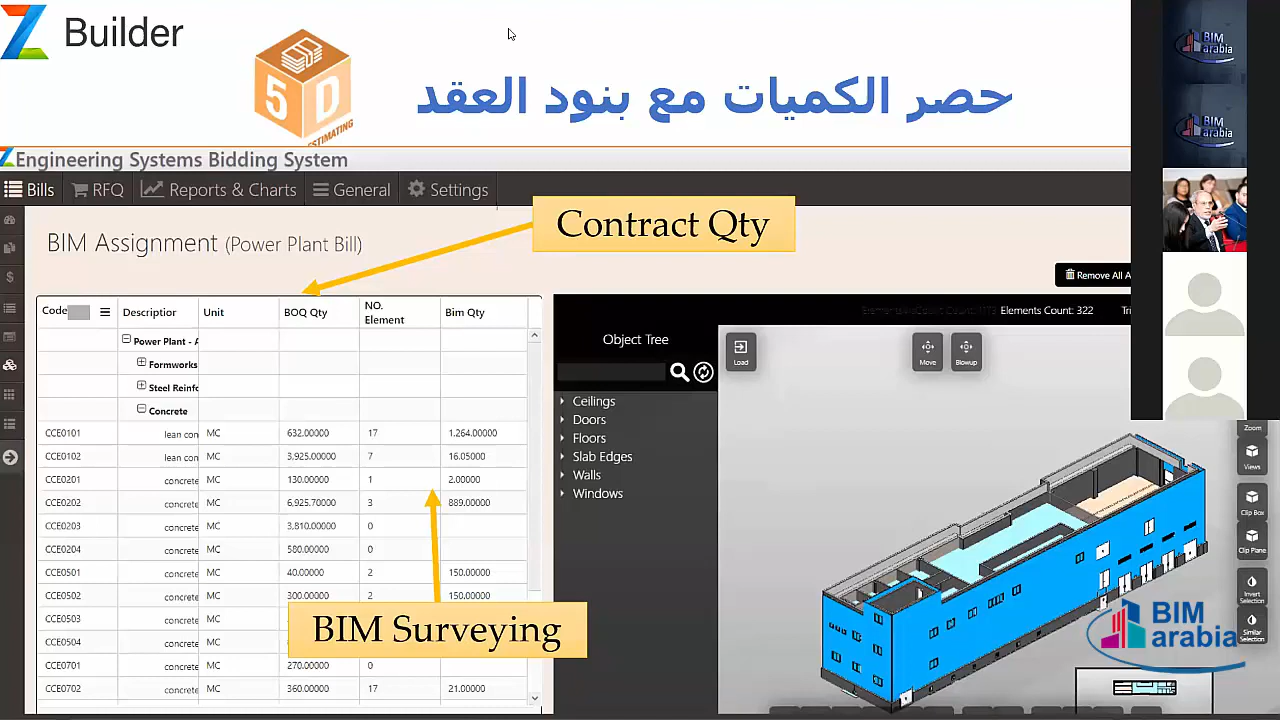 Builder
5D
ESTIMATING
حصر الكميات مع بنود العقد
Engineering Systems Bidding System
Bills
RFQ
Reports & Charts
General
Settings
Contract Qty
BIM Assignment (Power Plant Bill)
Remove All A
Code
Description
Unit
BOQ Qty
NO. Element
Bim Qty
Power Plant - A
Formworks
Steel Reinfo
Concrete
CCE0101 lean con MC 632.00000 17 1.264.00000
CCE0102 lean con MC 3,925.00000 7 16.05000
CCE0201 concrete MC 130.00000 1 2.00000
CCE0202 concrete MC 6,925.70000 3 889.00000
CCE0203 concrete MC 3,810.00000 0
CCE0204 concrete MC 580.00000 0
CCE0501 concrete MC 40.00000 2 150.00000
CCE0502 concrete MC 300.00000 2 150.00000
CCE0503 concrete MC
CCE0504 concrete MC
CCE0701 concrete MC 270.00000 0
CCE0702 concrete MC 360.00000 17 21.00000
BIM Surveying
Elements Count: 322
Object Tree
Ceilings
Doors
Floors
Slab Edges
Walls
Windows
Load
Move
Blowup
Zoom
Views
Clip Box
Clip Plane
Invert Selection
Similar Selection
BIM arabia
BIM arabia
BIM arabia